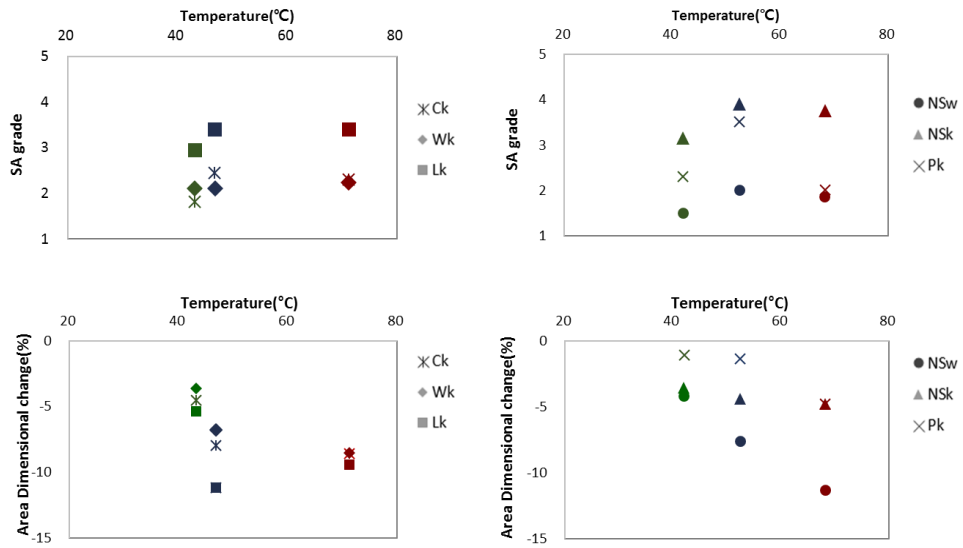 Temperature(℃)
20 40 60 80
5
4
3
2
1
SA grade
Ck
Wk
Lk
Temperature(℃)
20 40 60 80
5
4
3
2
1
SA grade
NSw
NSk
Pk
Temperature(°C)
20 40 60 80
0
-5
-10
-15
Area Dimensional change(%)
Ck
Wk
Lk
Temperature(°C)
20 40 60 80
0
-5
-10
-15
Area Dimensional change(%)
NSw
NSk
Pk